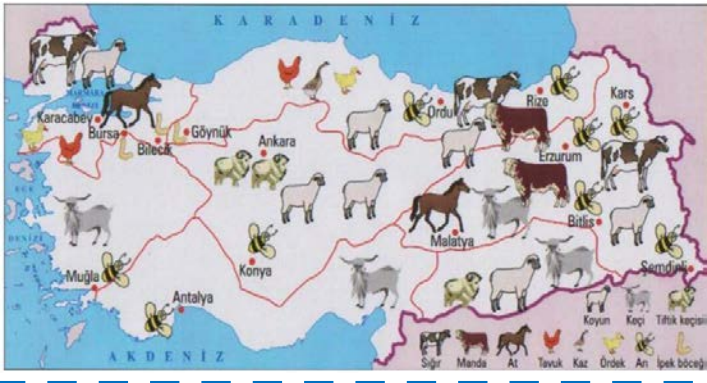 KARADENİZ
MARMARA
DENİZİ
Karacabey
Bursa
Bilecik
Göynük
Ankara
Ordu
Rize
Kars
Erzurum
EGE
DENİZİ
Malatya
Bitlis
Muğla
Konya
Antalya
Şemdinli
AKDENİZ
Koyun Keçi Tiftik keçisi
Sığır Manda At Tavuk Kaz Ördek Arı İpek böceği